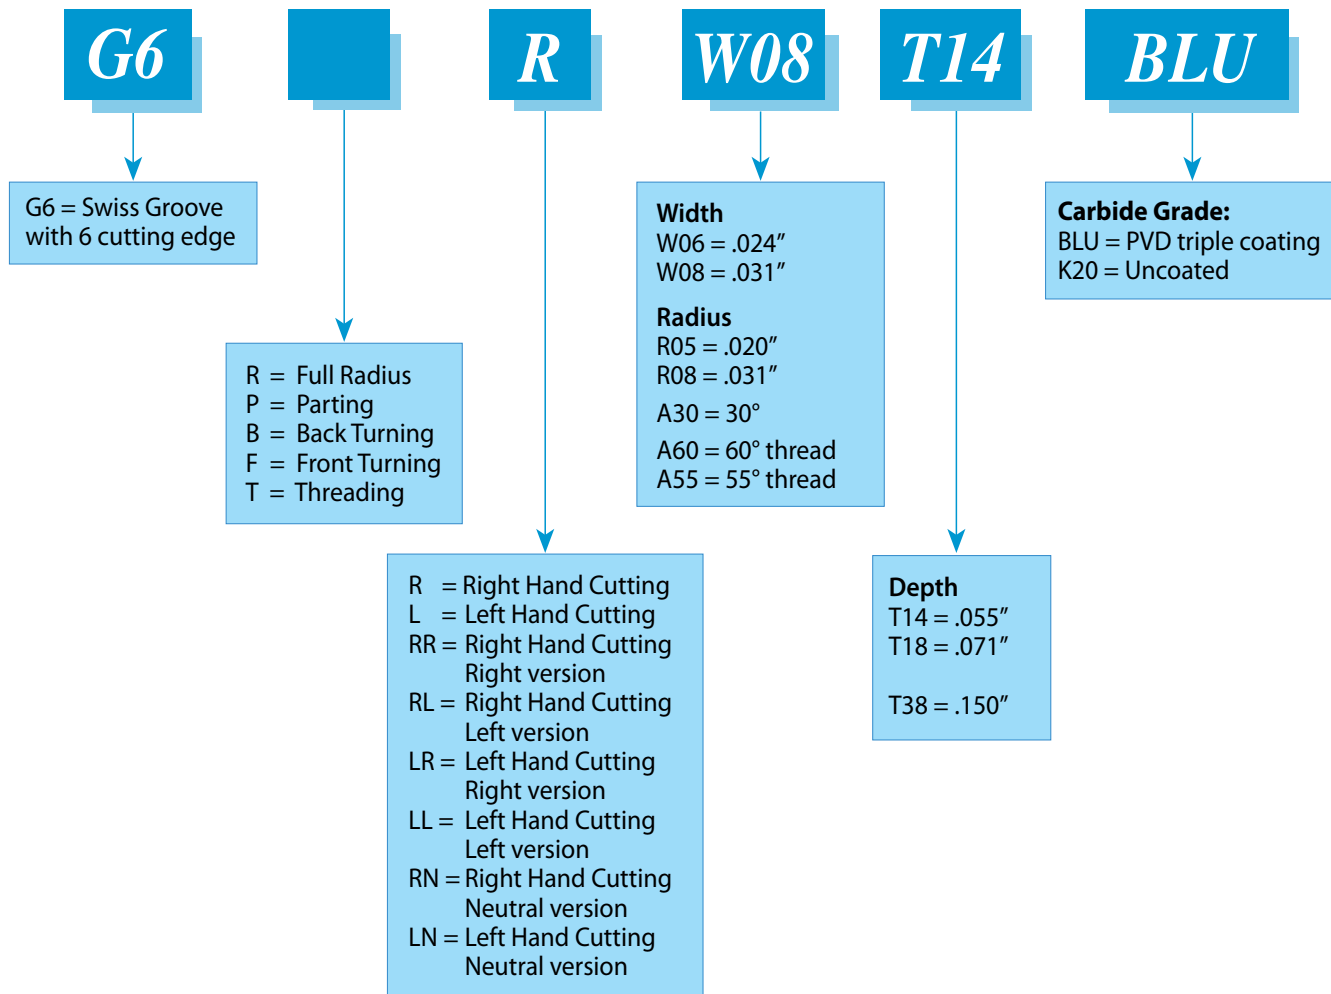 G6 R W08 T14 BLU
G6 = Swiss Groove
with 6 cutting edge
R = Full Radius
P = Parting
B = Back Turning
F = Front Turning
T = Threading
R = Right Hand Cutting
L = Left Hand Cutting
RR = Right Hand Cutting
Right version
RL = Right Hand Cutting
Left version
LR = Left Hand Cutting
Right version
LL = Left Hand Cutting
Left version
RN = Right Hand Cutting
Neutral version
LN = Left Hand Cutting
Neutral version
Width
W06 = .024″
W08 = .031″
Radius
R05 = .020″
R08 = .031″
A30 = 30°
A60 = 60° thread
A55 = 55° thread
Depth
T14 = .055″
T18 = .071″
T38 = .150″
Carbide Grade:
BLU = PVD triple coating
K20 = Uncoated